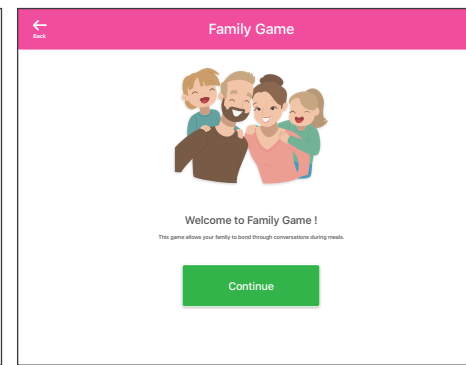 Family Game
Back
Welcome to Family Game !
This game allows your family to bond through conversations during meals.
Continue